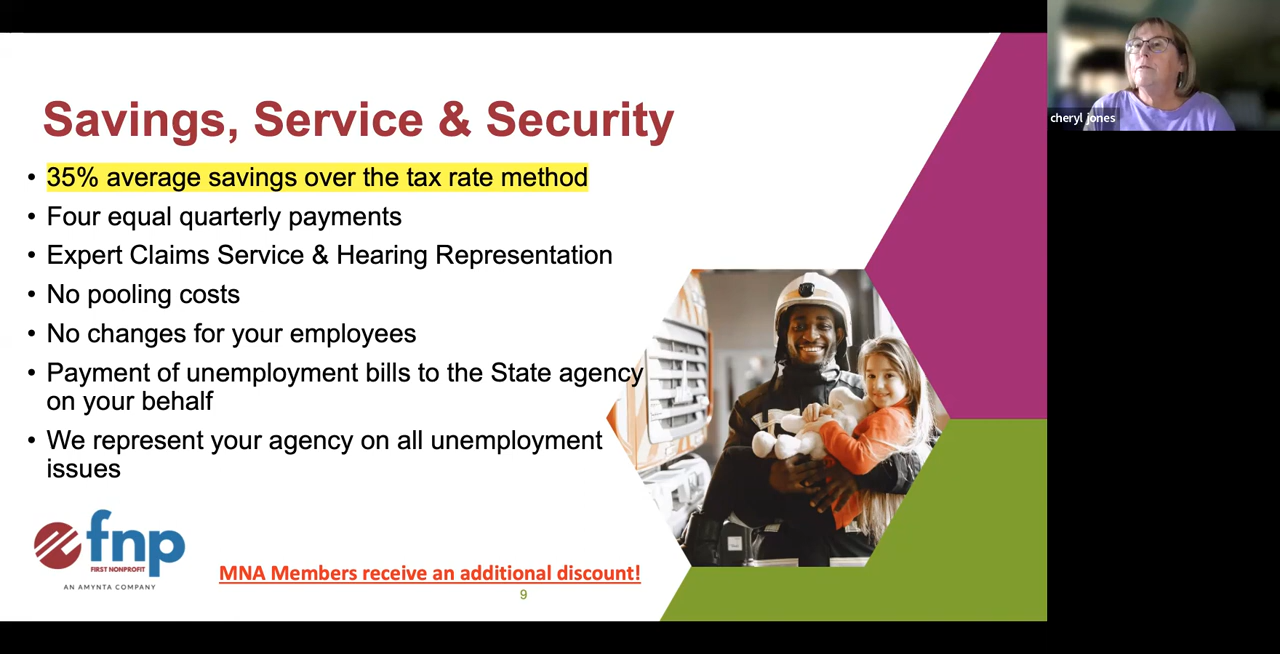 Savings, Service & Security
• 35% average savings over the tax rate method
• Four equal quarterly payments
• Expert Claims Service & Hearing Representation
• No pooling costs
• No changes for your employees
• Payment of unemployment bills to the State agency
on your behalf
• We represent your agency on all unemployment
issues
fnp
FIRST NONPROFIT
AN AMYNTA COMPANY
MNA Members receive an additional discount!
9
cheryl jones